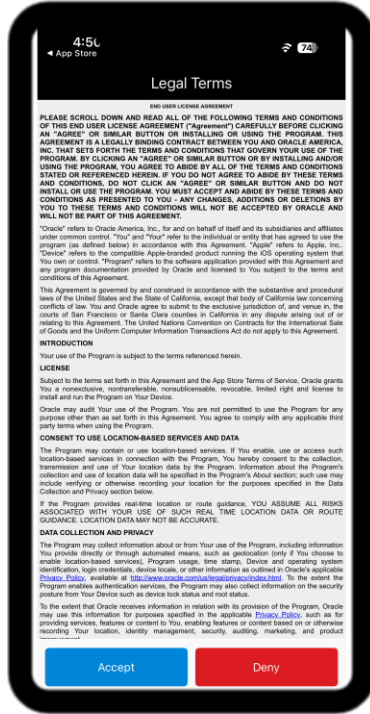 4:50
74
◀ App Store
Legal Terms
END USER LICENSE AGREEMENT
PLEASE SCROLL DOWN AND READ ALL OF THE FOLLOWING TERMS AND CONDITIONS
OF THIS END USER LICENSE AGREEMENT ("Agreement") CAREFULLY BEFORE CLICKING
AN "AGREE" OR SIMILAR BUTTON OR INSTALLING OR USING THE PROGRAM. THIS
AGREEMENT IS A LEGALLY BINDING CONTRACT BETWEEN YOU AND ORACLE AMERICA,
INC. THAT SETS FORTH THE TERMS AND CONDITIONS THAT GOVERN YOUR USE OF THE
PROGRAM. BY CLICKING AN "AGREE" OR SIMILAR BUTTON OR BY INSTALLING AND/OR
USING THE PROGRAM, YOU AGREE TO ABIDE BY ALL OF THE TERMS AND CONDITIONS
STATED OR REFERENCED HEREIN. IF YOU DO NOT AGREE TO ABIDE BY THESE TERMS
AND CONDITIONS, DO NOT CLICK AN "AGREE" OR SIMILAR BUTTON AND DO NOT
INSTALL OR USE THE PROGRAM. YOU MUST ACCEPT AND ABIDE BY THESE TERMS AND
CONDITIONS AS PRESENTED TO YOU - ANY CHANGES, ADDITIONS OR DELETIONS BY
YOU TO THESE TERMS AND CONDITIONS WILL NOT BE ACCEPTED BY ORACLE AND
WILL NOT BE PART OF THIS AGREEMENT.
"Oracle" refers to Oracle America, Inc., for and on behalf of itself and its subsidiaries and affiliates
under common control. "You" and "Your" refer to the individual or entity that has agreed to use the
program (as defined below) in accordance with this Agreement. "Apple" refers to Apple, Inc..
"Device" refers to the compatible Apple-branded product running the iOS operating system that
You own or control. "Program" refers to the software application provided with this Agreement and
any program documentation provided by Oracle and licensed to You subject to the terms and
conditions of this Agreement.
This Agreement is governed by and construed in accordance with the substantive and procedural
laws of the United States and the State of California, except that body of California law concerning
conflicts of law. You and Oracle agree to submit to the exclusive jurisdiction of, and venue in, the
courts of San Francisco or Santa Clara counties in California in any dispute arising out of or
relating to this Agreement. The United Nations Convention on Contracts for the International Sale
of Goods and the Uniform Computer Information Transactions Act do not apply to this Agreement.
INTRODUCTION
Your use of the Program is subject to the terms referenced herein.
LICENSE
Subject to the terms set forth in this Agreement and the App Store Terms of Service, Oracle grants
You a nonexclusive, nontransferable, nonsublicensable, revocable, limited right and license to
install and run the Program on Your Device.
Oracle may audit Your use of the Program. You are not permitted to use the Program for any
purpose other than as set forth in this Agreement. You agree to comply with any applicable third
party terms when using the Program.
CONSENT TO USE LOCATION-BASED SERVICES AND DATA
The Program may contain or use location-based services. If You enable, use or access such
location-based services in connection with the Program, You hereby consent to the collection,
transmission and use of Your location data by the Program. Information about the Program's
collection and use of location data will be specified in the Program's About section; such use may
include verifying or otherwise recording your location for the purposes specified in the Data
Collection and Privacy section below.
If the Program provides real-time location or route guidance, YOU ASSUME ALL RISKS
ASSOCIATED WITH YOUR USE OF SUCH REAL TIME LOCATION DATA OR ROUTE
GUIDANCE. LOCATION DATA MAY NOT BE ACCURATE.
DATA COLLECTION AND PRIVACY
The Program may collect information about or from Your use of the Program, including information
You provide directly or through automated means, such as geolocation (only if You choose to
enable location-based services), Program usage, time stamp, Device and operating system
identification, login credentials, device locale, or other information as outlined in Oracle's applicable
Privacy Policy, available at http://www.oracle.com/us/legal/privacy/index.html. To the extent the
Program enables authentication services, the Program may also collect information on the security
posture from Your Device such as device lock status and root status.
To the extent that Oracle receives information in relation with its provision of the Program, Oracle
may use this information for purposes specified in the applicable Privacy Policy, such as for
providing services, features or content to You, enabling features or content based on or otherwise
recording Your location, identity management, security, auditing, marketing, and product
Accept
Deny